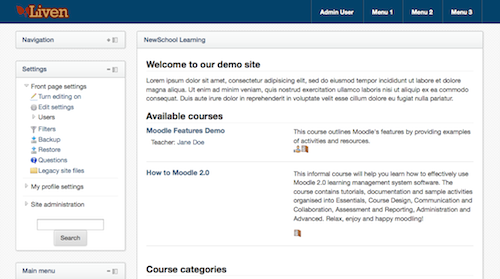 Liven
Admin User Menu 1 Menu 2 Menu 3
Navigation
Settings
Front page settings
Turn editing on
Edit settings
Users
Filters
Backup
Restore
Questions
Legacy site files
My profile settings
Site administration
Search
Main menu
NewSchool Learning
Welcome to our demo site
Lorem ipsum dolor sit amet, consectetur adipisicing elit, sed do eiusmod tempor incididunt ut labore et dolore
magna aliqua. Ut enim ad minim veniam, quis nostrud exercitation ullamco laboris nisi ut aliquip ex ea commodo
consequat. Duis aute irure dolor in reprehenderit in voluptate velit esse cillum dolore eu fugiat nulla pariatur.
Available courses
Moodle Features Demo
Teacher: Jane Doe
This course outlines Moodle's features by providing examples
of activities and resources.
How to Moodle 2.0
This informal course will help you learn how to effectively use
Moodle 2.0 learning management system software. The
course contains tutorials, documentation and sample activities
organised into Essentials, Course Design, Communication and
Collaboration, Assessment and Reporting, Administration and
Advanced. Relax, enjoy and happy moodling!
Course categories